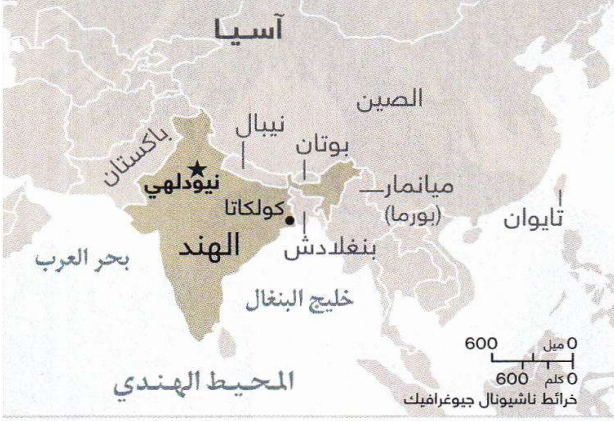 آسيا
الصين
نيبال
باكستان
بوتان
نيودلهي
ميانمار
(بورما)
كولكاتا
تايوان
الهند
بنغلادش
بحر العرب
خليج البنغال
600 ميل 0
600 كلم 0
المحيط الهندي
خرائط ناشيونال جيوغرافيك